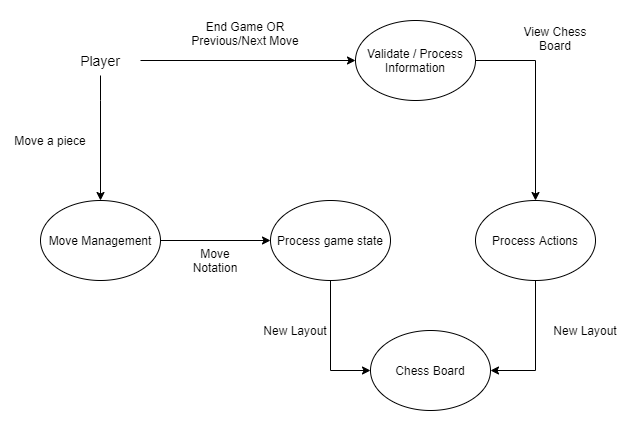 End Game OR
Previous/Next Move
View Chess
Board
Validate / Process
Information
Player
Move a piece
Move Management
Process game state
Process Actions
Move
Notation
New Layout
New Layout
Chess Board